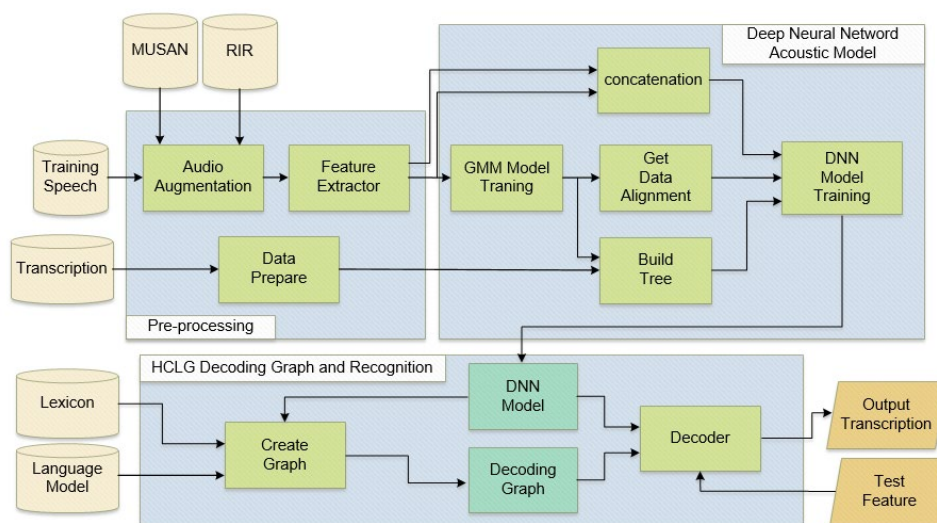 MUSAN
RIR
Deep Neural Netword
Acoustic Model
concatenation
Training
Speech
Audio
Augmentation
Feature
Extractor
GMM Model
Traning
Get
Data
Alignment
DNN
Model
Training
Transcription
Data
Prepare
Build
Tree
Pre-processing
HCLG Decoding Graph and Recognition
Lexicon
DNN
Model
Output
Transcription
Create
Graph
Decoder
Language
Model
Decoding
Graph
Test
Feature